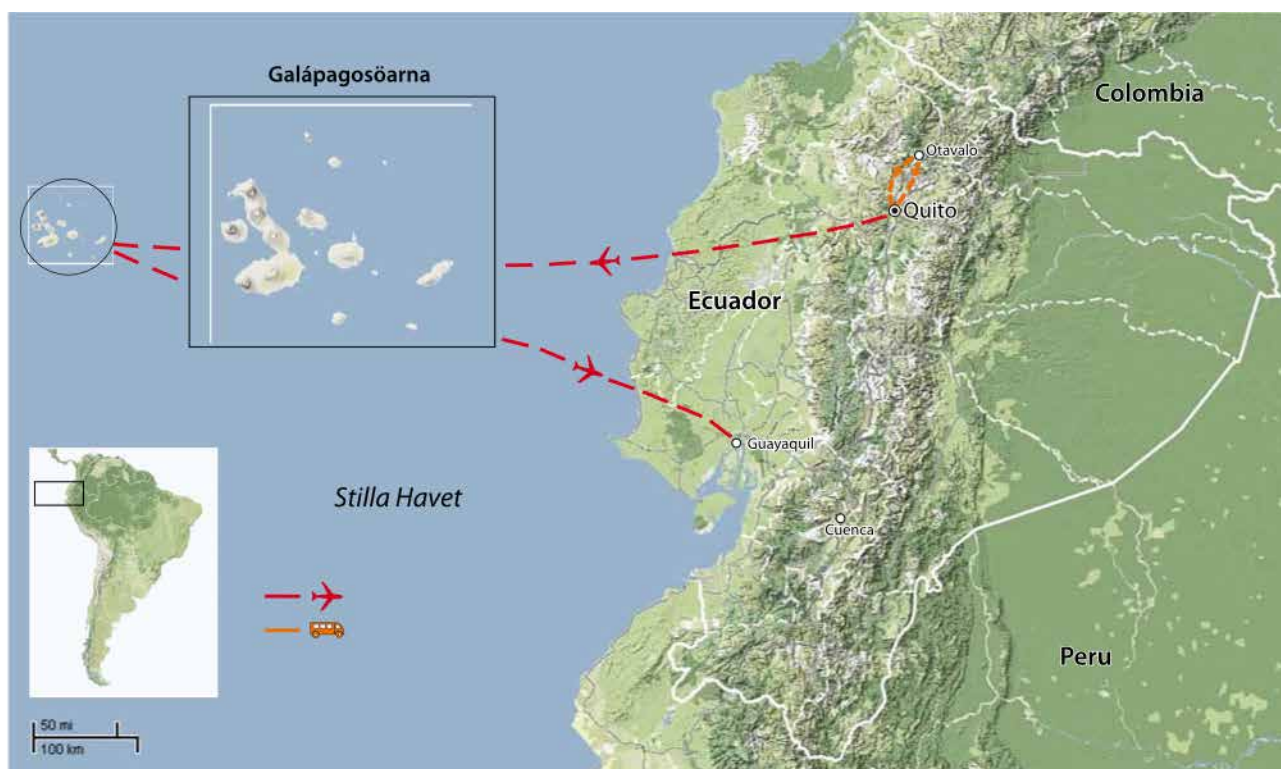 Galápagosöarna
Colombia
Otavalo
Quito
Ecuador
Guayaquil
Stilla Havet
Cuenca
Peru
50 mi
100 km